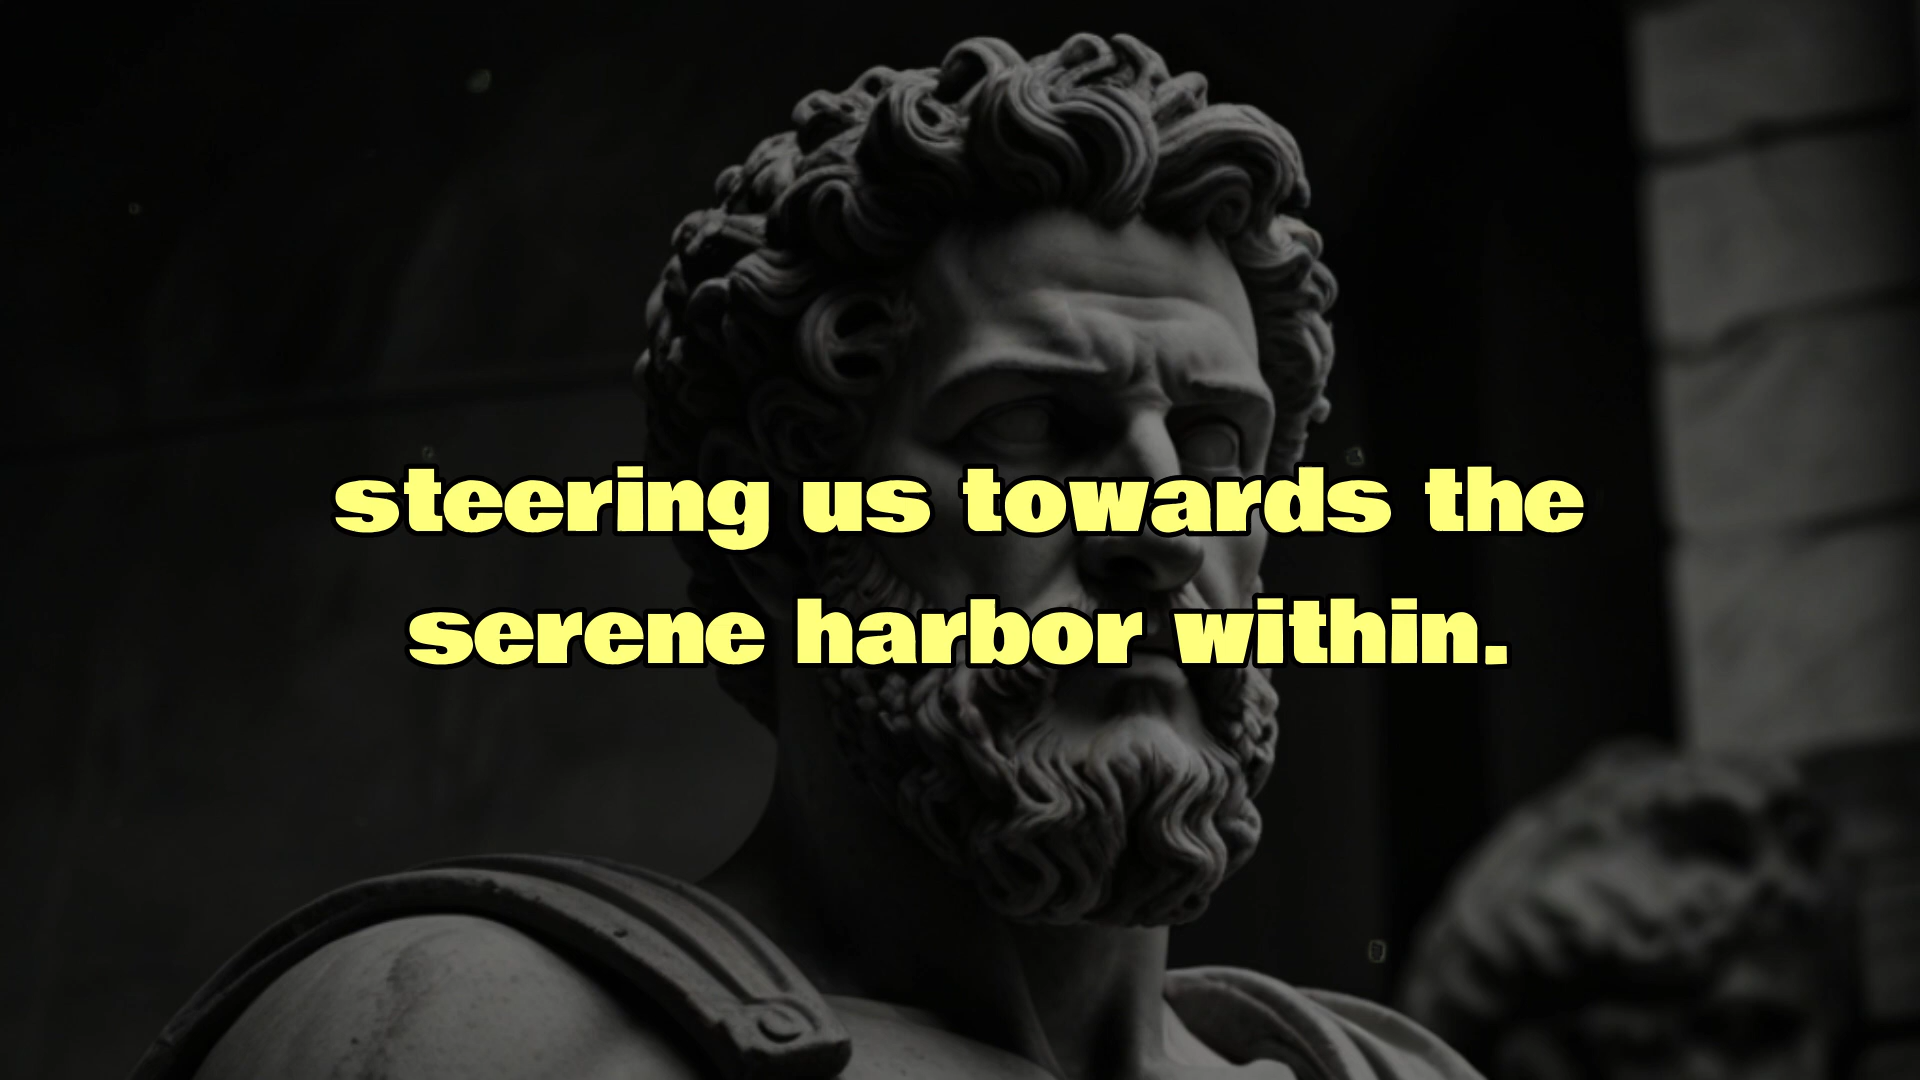 steering us towards the
serene harbor within.